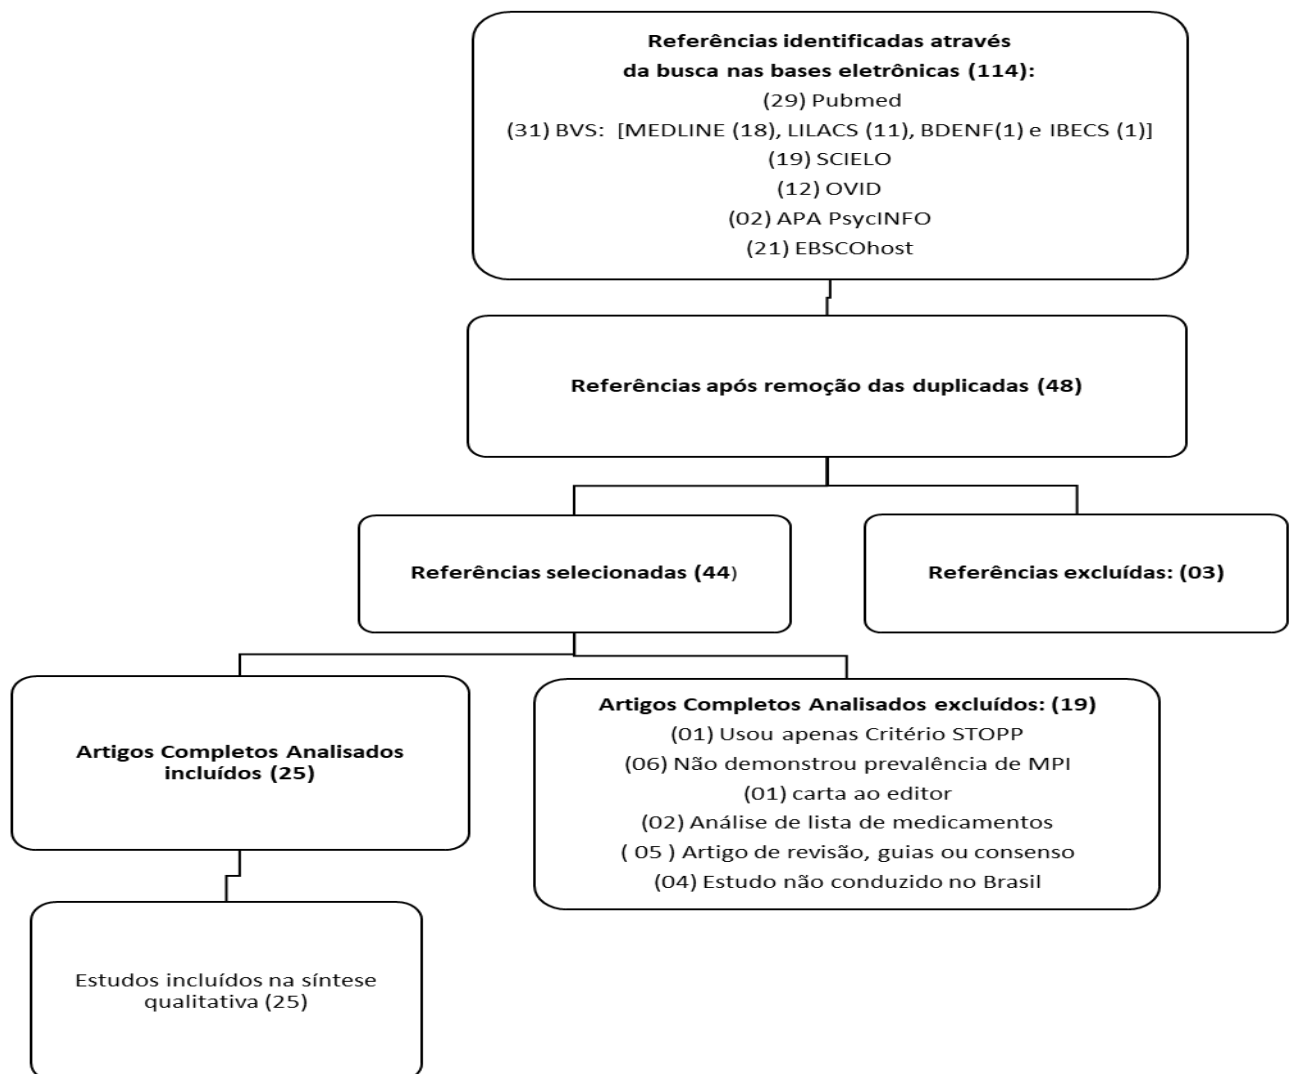 Referências identificadas através
da busca nas bases eletrônicas (114):
(29) Pubmed
(31) BVS:  [MEDLINE (18), LILACS (11), BDENF(1) e IBECS (1)]
(19) SCIELO
(12) OVID
(02) APA PsycINFO
(21) EBSCOhost
Referências após remoção das duplicadas (48)
Referências selecionadas (44)
Referências excluídas: (03)
Artigos Completos Analisados
incluídos (25)
Artigos Completos Analisados excluídos: (19)
(01) Usou apenas Critério STOPP
(06) Não demonstrou prevalência de MPI
(01) carta ao editor
(02) Análise de lista de medicamentos
( 05 ) Artigo de revisão, guias ou consenso
(04) Estudo não conduzido no Brasil
Estudos incluídos na síntese
qualitativa (25)